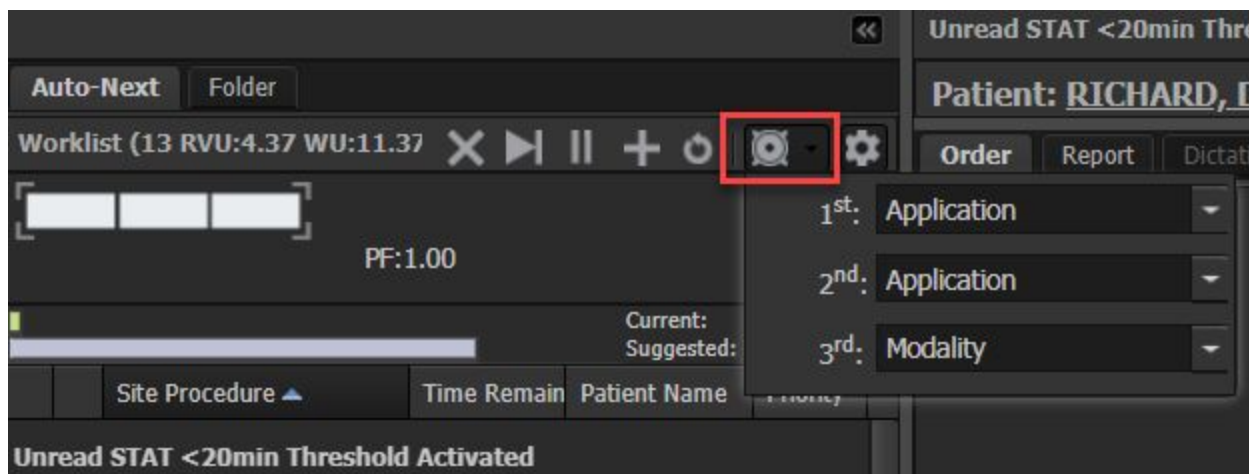 Unread STAT <20min Thre
Auto-Next Folder
Patient: RICHARD,
Worklist (13 RVU:4.37 WU:11.37
Order Report Dictati
1st: Application
PF:1.00
2nd: Application
Current:
Suggested:
3rd: Modality
Site Procedure Time Remain Patient Name Priority
Unread STAT <20min Threshold Activated